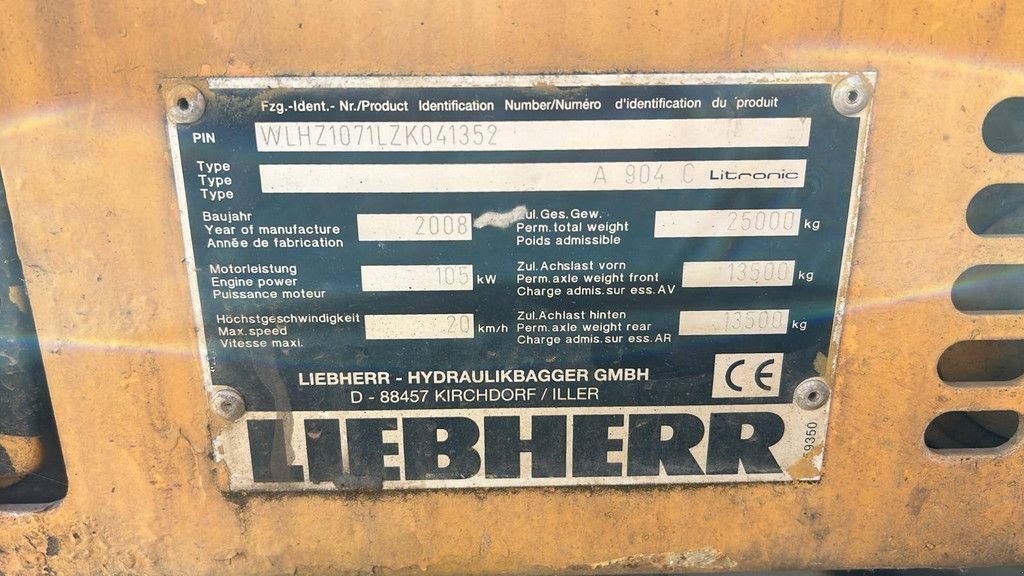 Fzg.-Ident.- Nr./Product Identification Number/Numéro d'identification du produit
PIN WLHZ1071LZK041352
Type
Type A 904 C Litronic
Type
Baujahr
Year of manufacture 2008
Année de fabrication
Zul.Ges.Gew.
Perm.total weight 25000 kg
Poids admissible
Motorleistung
Engine power 105 kW
Puissance moteur
Zul.Achslast vorn
Perm.axle weight front 13500 kg
Charge admis.sur ess.AV
Höchstgeschwindigkeit
Max.speed 20 km/h
Vitesse maxi.
Zul.Achlast hinten
Perm.axle weight rear 13500 kg
Charge admis.sur ess.AR
LIEBHERR - HYDRAULIKBAGGER GMBH
D - 88457 KIRCHDORF / ILLER
CE
LIEBHERR